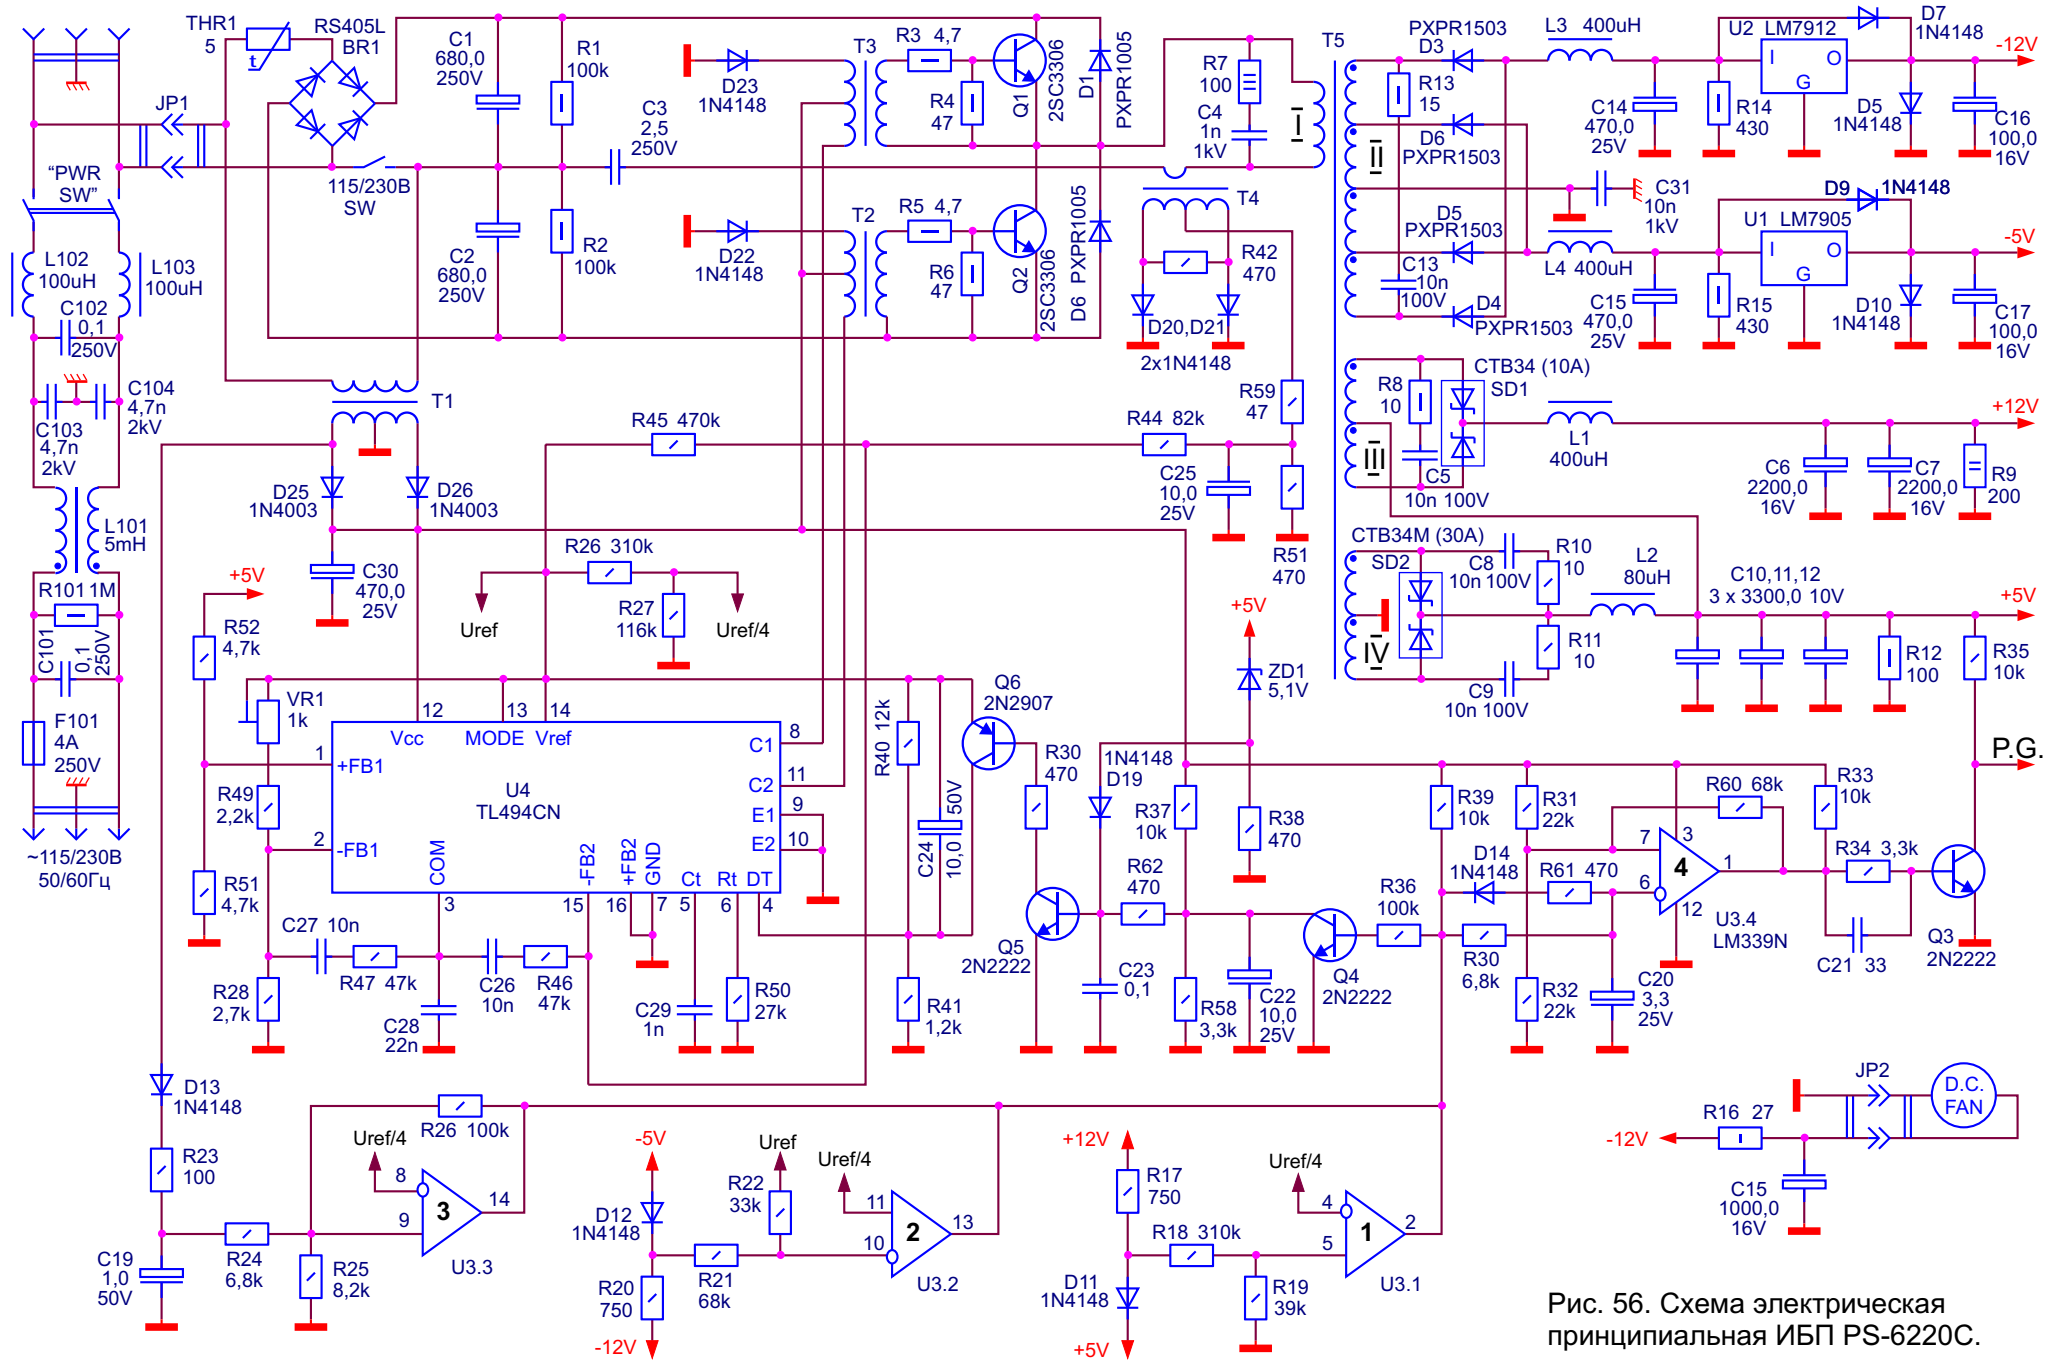 THR1
5
RS405L
BR1
C1
680,0
250V
R1
100k
C3
2,5
250V
D23
1N4148
T3
R3 4,7
R4
47
Q1
2SC3306
D1
PXPR1005
R7
100
C4
1n
1kV
T5
I
II
PXPR1503
D3
R13
15
D6
PXPR1503
L3 400uH
C14
470,0
25V
R14
430
U2 LM7912
I
O
G
D7
1N4148
D5
1N4148
-12V
C16
100,0
16V
JP1
"PWR
SW"
115/230В
SW
C2
680,0
250V
R2
100k
D22
1N4148
T2
R5 4,7
R6
47
Q2
2SC3306
D6 PXPR1005
T4
R42
470
D20,D21
2x1N4148
D5
PXPR1503
C13
10n
100V
D4
PXPR1503
C31
10n
1kV
L4 400uH
C15
470,0
25V
R15
430
D9 1N4148
U1 LM7905
I
O
G
D10
1N4148
-5V
C17
100,0
16V
L102
100uH
L103
100uH
C102
0,1
250V
C104
4,7n
2kV
C103
4,7n
2kV
L101
5mH
R101 1M
C101
0,1
250V
F101
4A
250V
~115/230В
50/60Гц
T1
D25
1N4003
D26
1N4003
C30
470,0
25V
R45 470k
R44 82k
C25
10,0
25V
R59
47
R51
470
R8
10
III
C5
10n 100V
CTB34 (10A)
SD1
L1
400uH
+12V
C6
2200,0
16V
C7
2200,0
16V
R9
200
CTB34M (30A)
SD2
IV
C8
10n 100V
R10
10
R11
10
C9
10n 100V
L2
80uH
C10,11,12
3 x 3300,0 10V
+5V
R12
100
R35
10k
P.G.
+5V
R52
4,7k
R26 310k
R27
116k
Uref
Uref/4
VR1
1k
R49
2,2k
R51
4,7k
R28
2,7k
12
13
14
Vcc
MODE
Vref
1
+FB1
2
-FB1
U4
TL494CN
C1
8
C2
11
E1
9
E2
10
COM
-FB2
+FB2
GND
Ct
Rt
DT
3
15
16
7
5
6
4
C27 10n
R47 47k
C28
22n
C26
10n
R46
47k
C29
1n
R50
27k
R40 12k
C24
10,0 50V
R41
1,2k
Q6
2N2907
R30
470
Q5
2N2222
+5V
ZD1
5,1V
1N4148
D19
R37
10k
R38
470
R62
470
C23
0,1
R58
3,3k
C22
10,0
25V
Q4
2N2222
R36
100k
R39
10k
R31
22k
D14
1N4148
R61 470
R30
6,8k
R32
22k
C20
3,3
25V
R60 68k
7
3
6
4
1
12
U3.4
LM339N
R33
10k
R34 3,3k
C21 33
Q3
2N2222
D13
1N4148
R23
100
C19
1,0
50V
R24
6,8k
R25
8,2k
R26 100k
Uref/4
8
9
3
14
U3.3
-5V
D12
1N4148
R20
750
-12V
R21
68k
Uref
R22
33k
Uref/4
11
10
2
13
U3.2
+12V
R17
750
R18 310k
D11
1N4148
+5V
R19
39k
Uref/4
4
5
1
2
U3.1
JP2
D.C.
FAN
R16 27
-12V
C15
1000,0
16V
Рис. 56. Схема электрическая
принципиальная ИБП PS-6220C.